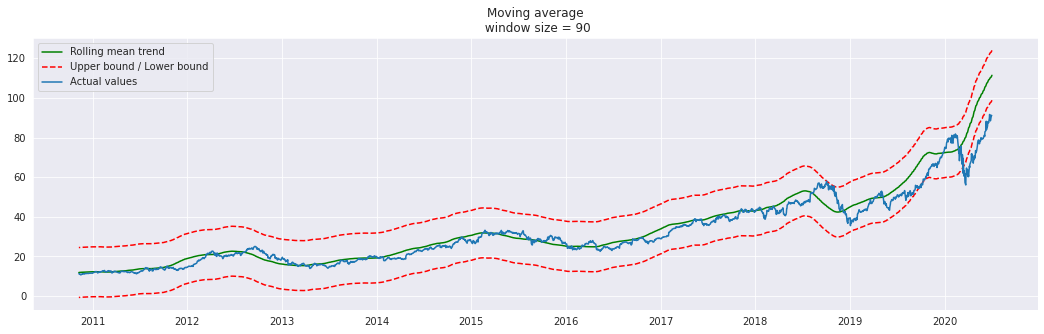 Moving average
window size = 90
Rolling mean trend
Upper bound / Lower bound
Actual values
120
100
80
60
40
20
0
2011 2012 2013 2014 2015 2016 2017 2018 2019 2020